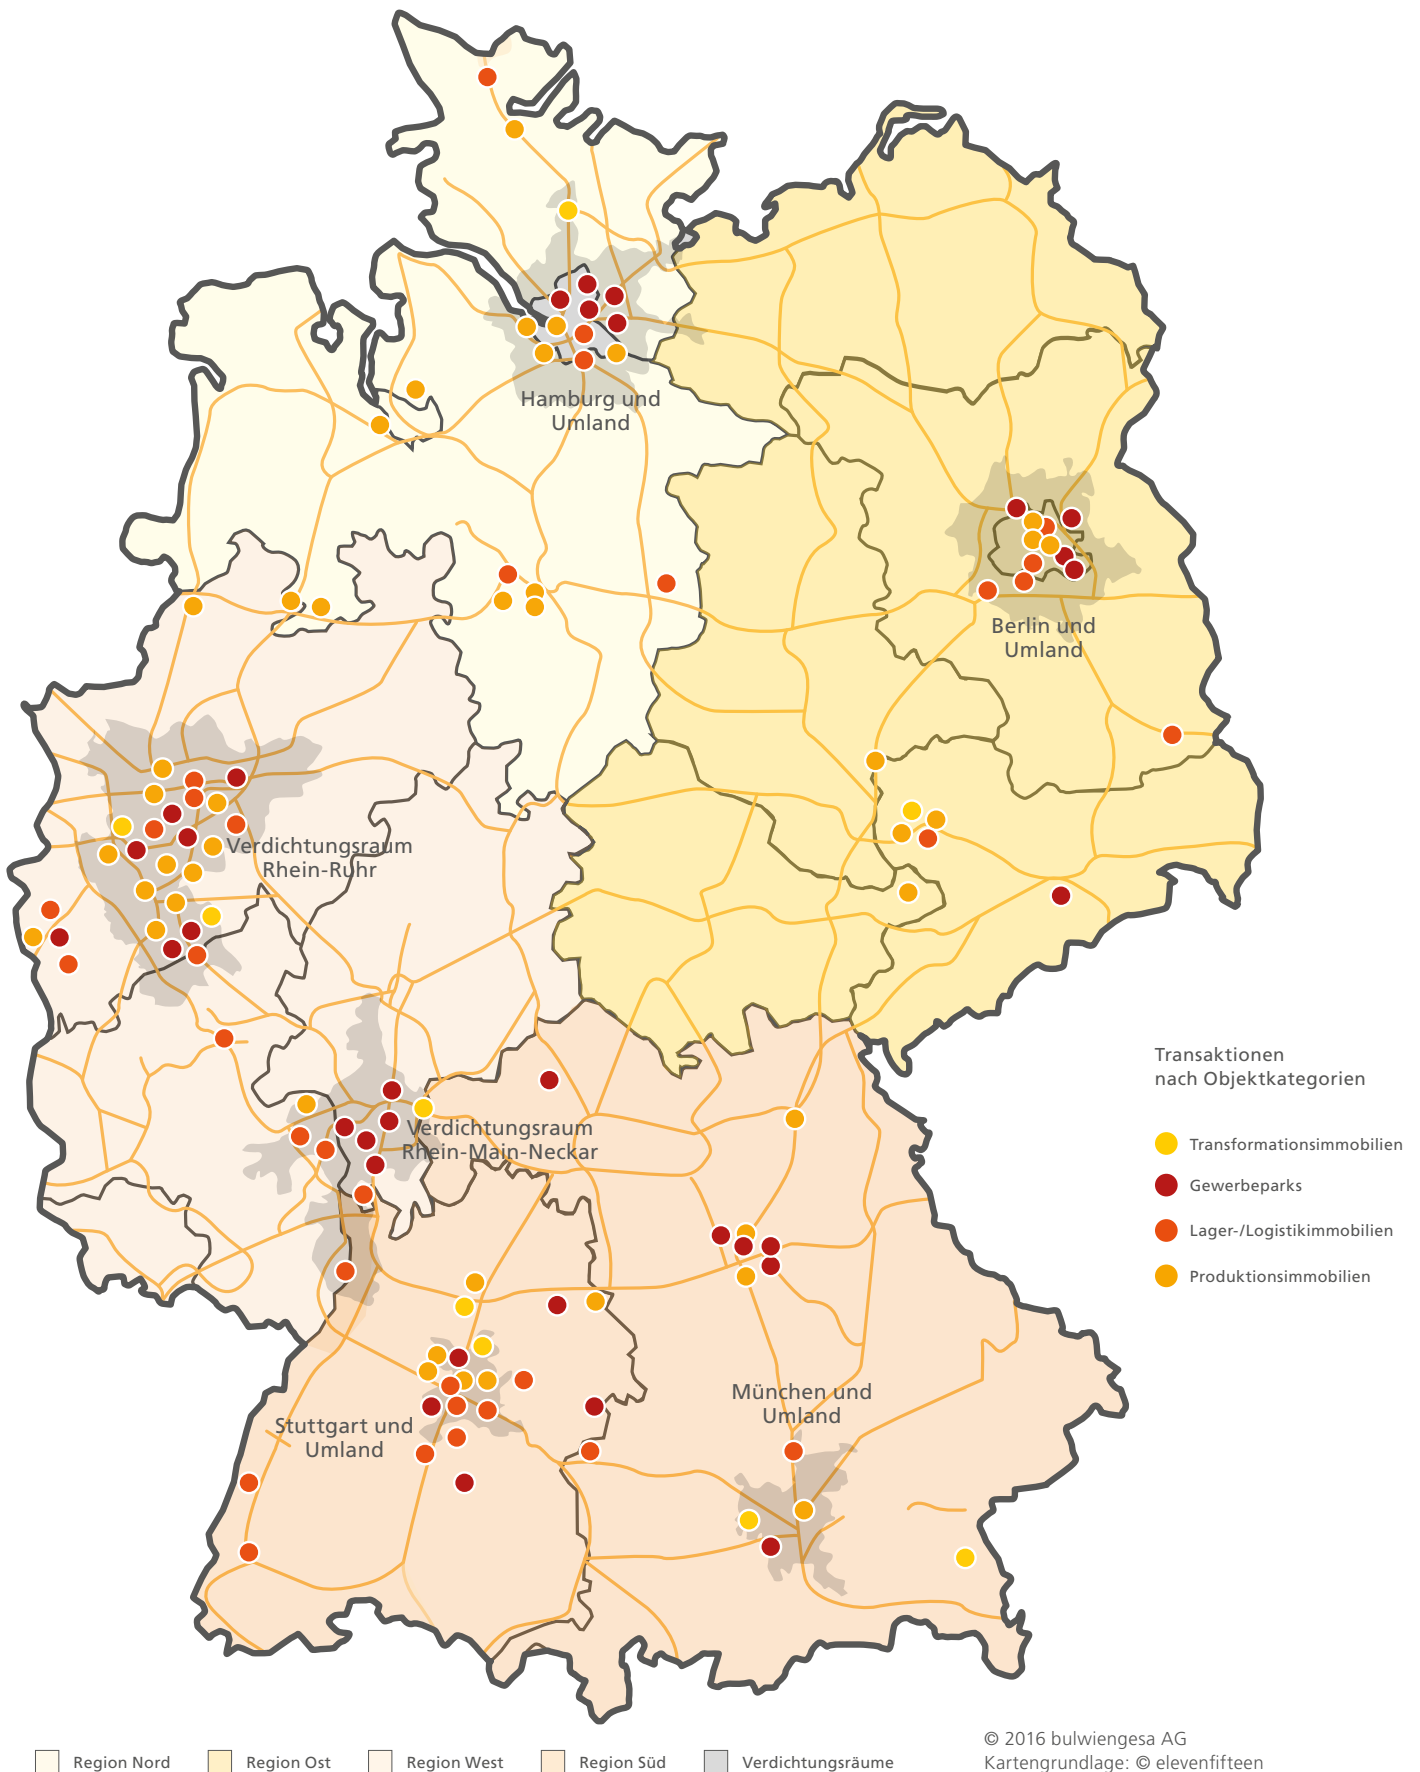 Hamburg und
Umland
Berlin und
Umland
Verdichtungsraum
Rhein-Ruhr
Transaktionen
nach Objektkategorien
Verdichtungsraum
Rhein-Main-Neckar
Transformationsimmobilien
Gewerbeparks
Lager-/Logistikimmobilien
Produktionsimmobilien
München und
Umland
Stuttgart und
Umland
© 2016 bulwiengesa AG
Kartengrundlage: © elevenfifteen
Region Nord
Region Ost
Region West
Region Süd
Verdichtungsräume